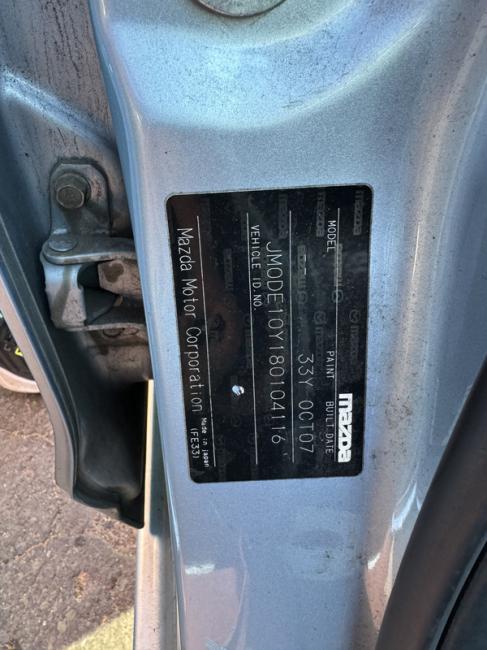 mazda
MODEL PAINT BUILT.DATE
33Y OCT07
JM0DE10Y180104116
VEHICLE ID.NO.
Mazda Motor Corporation Made in Japan
(FE33)